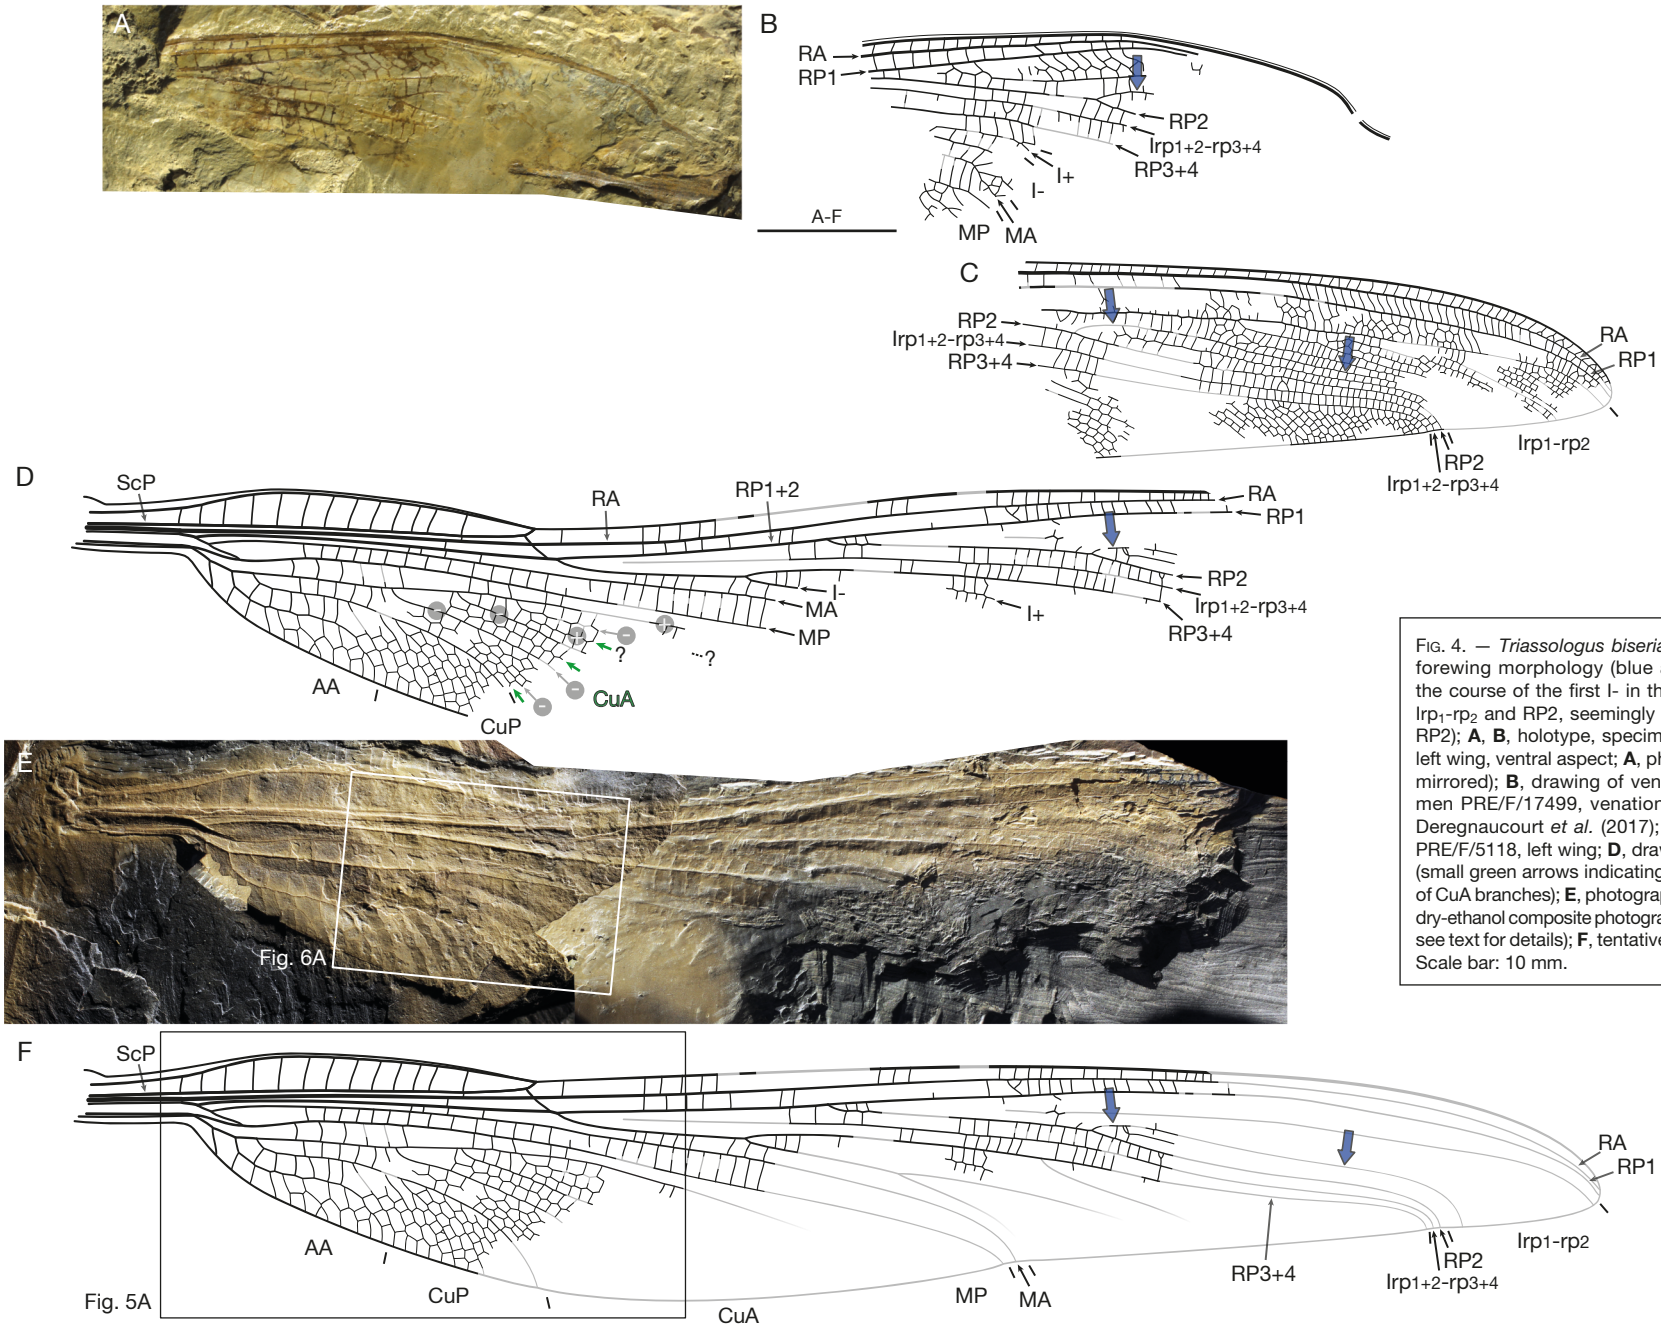 A
B
RA
RP1
RP2
Irp1+2-rp3+4
RP3+4
I+
I-
MP
MA
A-F
C
RP2
Irp1+2-rp3+4
RP3+4
RA
RP1
Irp1-rp2
RP2
Irp1+2-rp3+4
D
ScP
RA
RP1+2
RA
RP1
I-
MA
MP
I+
RP2
Irp1+2-rp3+4
RP3+4
?
...?
AA
CuA
CuP
FIG. 4. — Triassologus biseria
forewing morphology (blue
the course of the first I- in th
Irp1-rp2 and RP2, seemingly
RP2); A, B, holotype, specim
left wing, ventral aspect; A, ph
mirrored); B, drawing of ven
men PRE/F/17499, venation
Deregnaucourt et al. (2017);
PRE/F/5118, left wing; D, drav
(small green arrows indicating
of CuA branches); E, photograp
dry-ethanol composite photogra
see text for details); F, tentative
Scale bar: 10 mm.
E
Fig. 6A
F
ScP
AA
CuP
Fig. 5A
CuA
MP
MA
RP3+4
RA
RP1
Irp1-rp2
RP2
Irp1+2-rp3+4